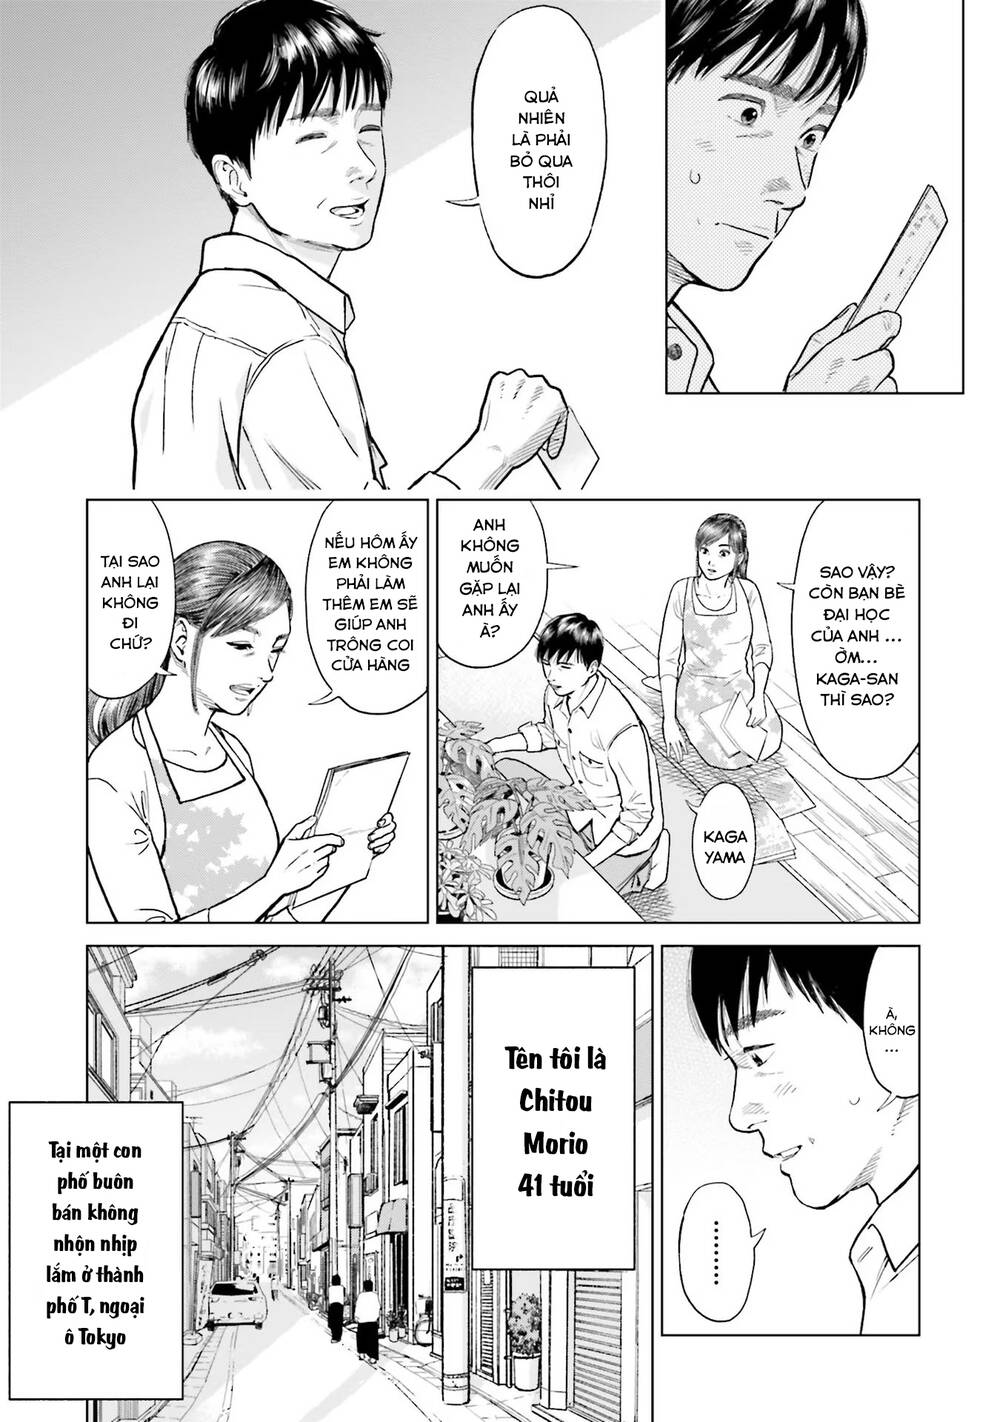 QUẢ
NHIÊN
LÀ PHẢI
BỎ QUA
THÔI
NHỈ
SAO VẬY?
CÒN BẠN BÈ
ĐẠI HỌC
CỦA ANH ...
ỜM...
KAGA-SAN
THÌ SAO?
KAGA
YAMA
ANH
KHÔNG
MUỐN
GẶP LẠI
ANH ẤY
À?
NẾU HÔM ẤY
EM KHÔNG
PHẢI LÀM
THÊM EM SẼ
GIÚP ANH
TRÔNG COI
CỬA HÀNG
TẠI SAO
ANH LẠI
KHÔNG
ĐI
CHỨ?
À,
KHÔNG
...
........
Tên tôi là
Chitou
Morio
41 tuổi
Tại một con
phố buôn
bán không
nhộn nhịp
lắm ở thành
phố T, ngoại
ô Tokyo